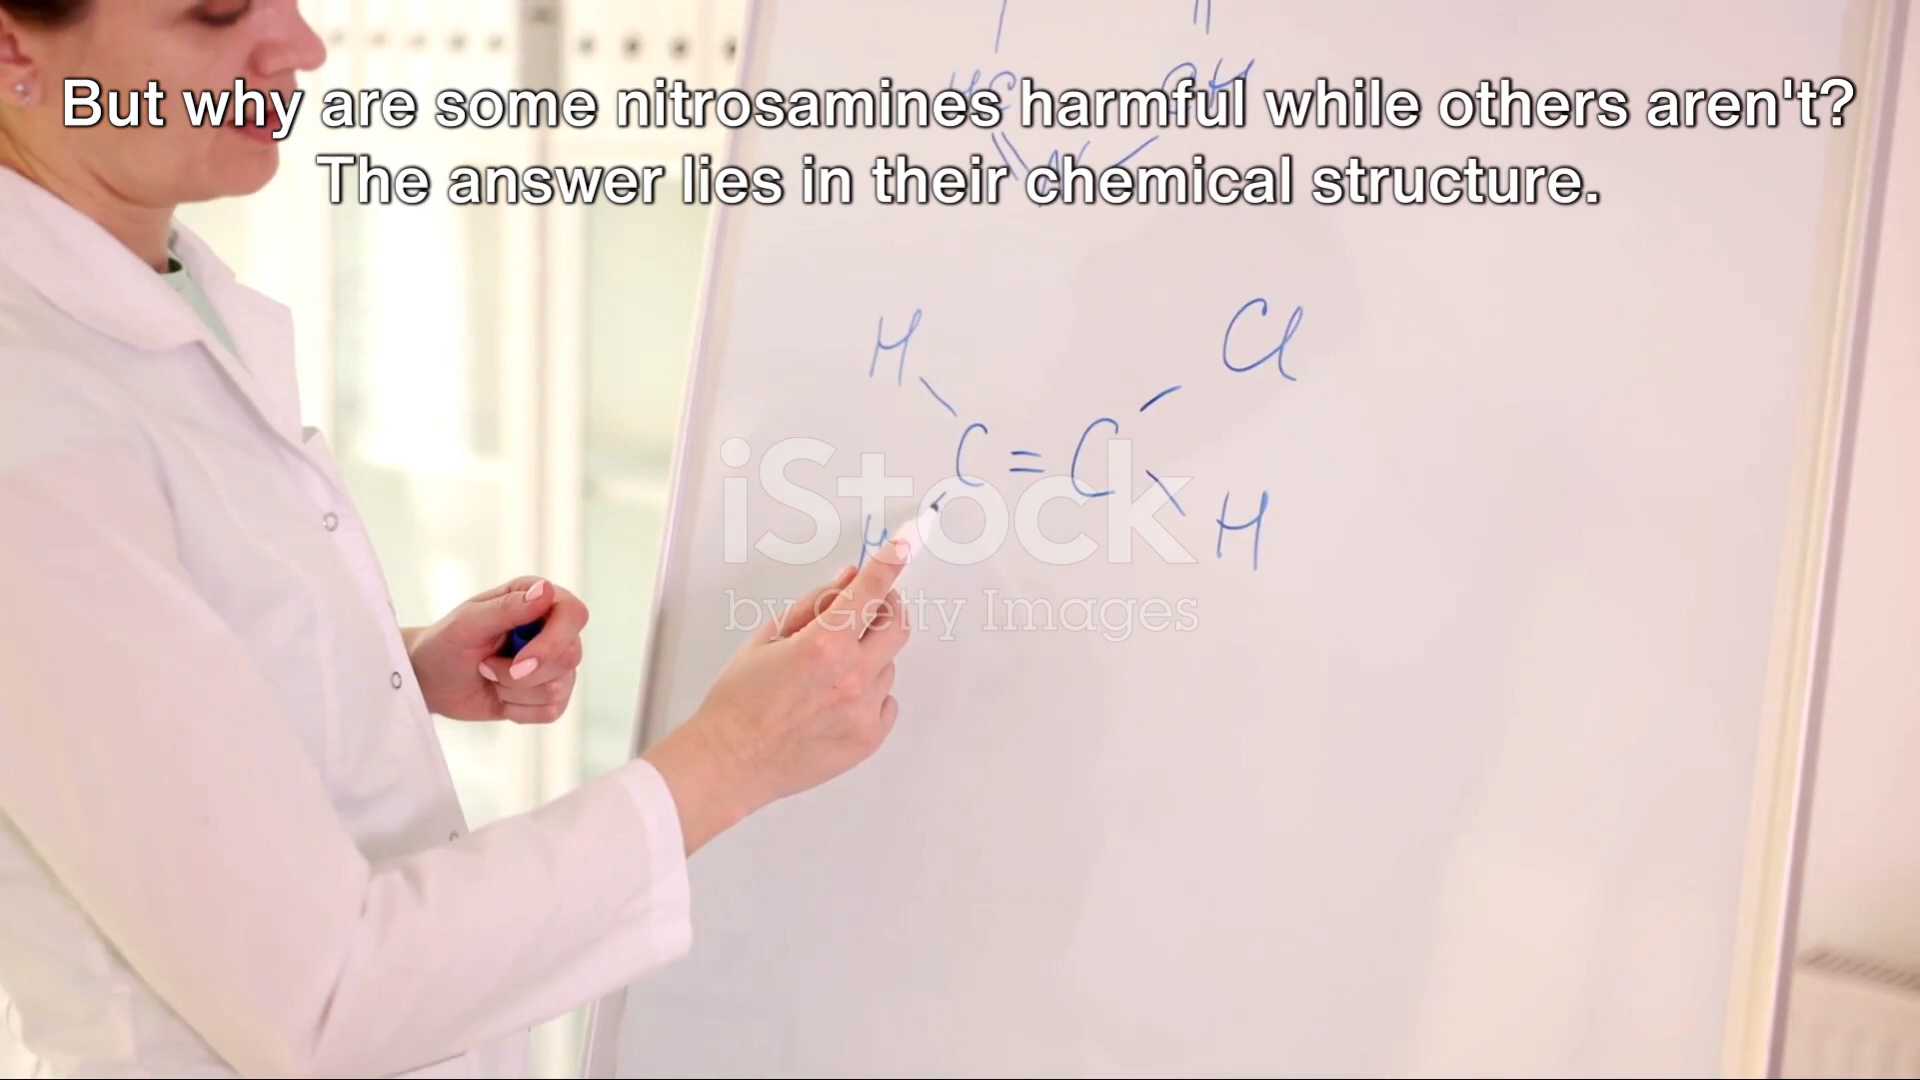 But why are some nitrosamines harmful while others aren't?
The answer lies in their chemical structure.
H Cl
C = C
H H
iStock
by Getty Images